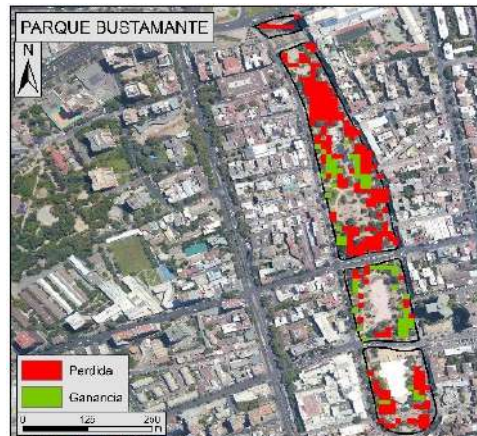 PARQUE BUSTAMANTE
N
Perdida
Ganancia
0 125 250
m